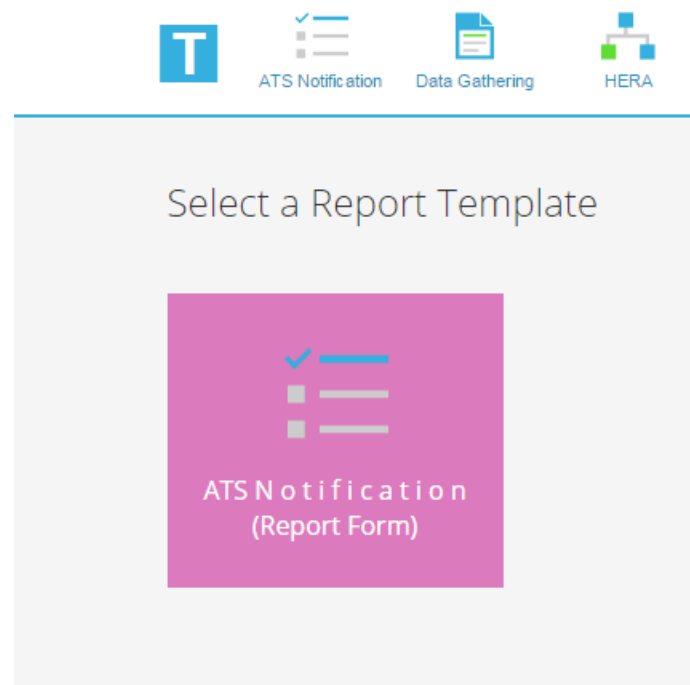 T
ATS Notification
Data Gathering
HERA
Select a Report Template
ATS Notification
(Report Form)